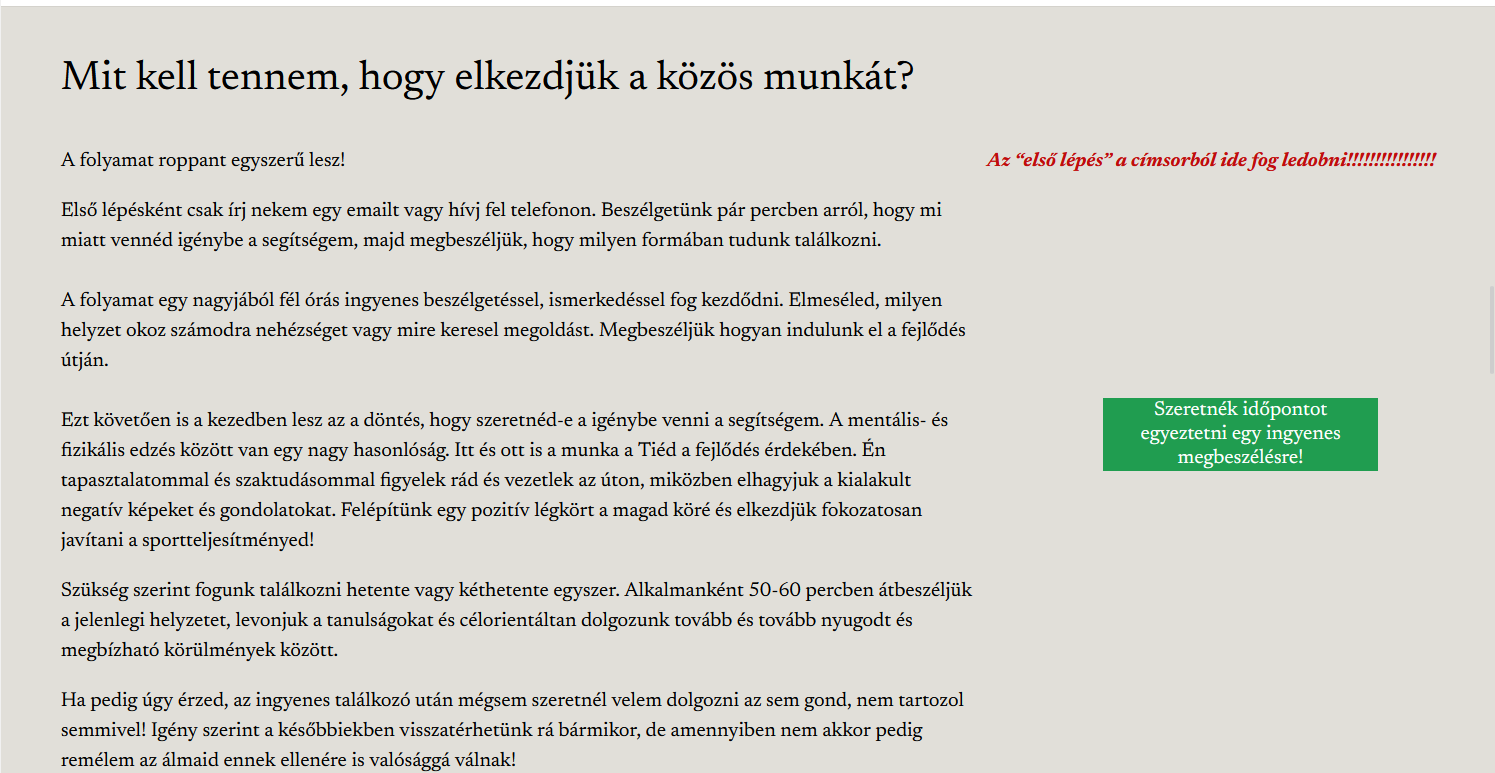 Mit kell tennem, hogy elkezdjük a közös munkát?
A folyamat roppant egyszerű lesz!
Az “első lépés” a címsorból ide fog ledobni!!!!!!!!!!!!!!!!
Első lépésként csak írj nekem egy emailt vagy hívj fel telefonon. Beszélgetünk pár percben arról, hogy mi
miatt vennéd igénybe a segítségem, majd megbeszéljük, hogy milyen formában tudunk találkozni.
A folyamat egy nagyjából fél órás ingyenes beszélgetéssel, ismerkedéssel fog kezdődni. Elmeséled, milyen
helyzet okoz számodra nehézséget vagy mire keresel megoldást. Megbeszéljük hogyan indulunk el a fejlődés
útján.
Ezt követően is a kezedben lesz az a döntés, hogy szeretnéd-e a igénybe venni a segítségem. A mentális- és
fizikális edzés között van egy nagy hasonlóság. Itt és ott is a munka a Tiéd a fejlődés érdekében. Én
tapasztalatommal és szaktudásommal figyelek rád és vezetlek az úton, miközben elhagyjuk a kialakult
negatív képeket és gondolatokat. Felépítünk egy pozitív légkört a magad köré és elkezdjük fokozatosan
javítani a sportteljesítményed!
Szeretnék időpontot
egyeztetni egy ingyenes
megbeszélésre!
Szükség szerint fogunk találkozni hetente vagy kéthetente egyszer. Alkalmanként 50-60 percben átbeszéljük
a jelenlegi helyzetet, levonjuk a tanulságokat és célorientáltan dolgozunk tovább és tovább nyugodt és
megbízható körülmények között.
Ha pedig úgy érzed, az ingyenes találkozó után mégsem szeretnél velem dolgozni az sem gond, nem tartozol
semmivel! Igény szerint a későbbiekben visszatérhetünk rá bármikor, de amennyiben nem akkor pedig
remélem az álmaid ennek ellenére is valósággá válnak!